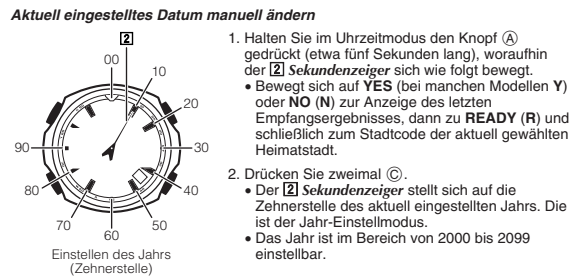 Aktuell eingestelltes Datum manuell ändern
2
00
10
20
30
40
50
60
70
80
90
Einstellen des Jahrs
(Zehnerstelle)
1. Halten Sie im Uhrzeitmodus den Knopf Ⓐ
gedrückt (etwa fünf Sekunden lang), woraufhin
der 2 Sekundenzeiger sich wie folgt bewegt.
• Bewegt sich auf YES (bei manchen Modellen Y)
oder NO (N) zur Anzeige des letzten
Empfangsergebnisses, dann zu READY (R) und
schließlich zum Stadtcode der aktuell gewählten
Heimatstadt.
2. Drücken Sie zweimal Ⓒ.
• Der 2 Sekundenzeiger stellt sich auf die
Zehnerstelle des aktuell eingestellten Jahrs. Die
ist der Jahr-Einstellmodus.
• Das Jahr ist im Bereich von 2000 bis 2099
einstellbar.